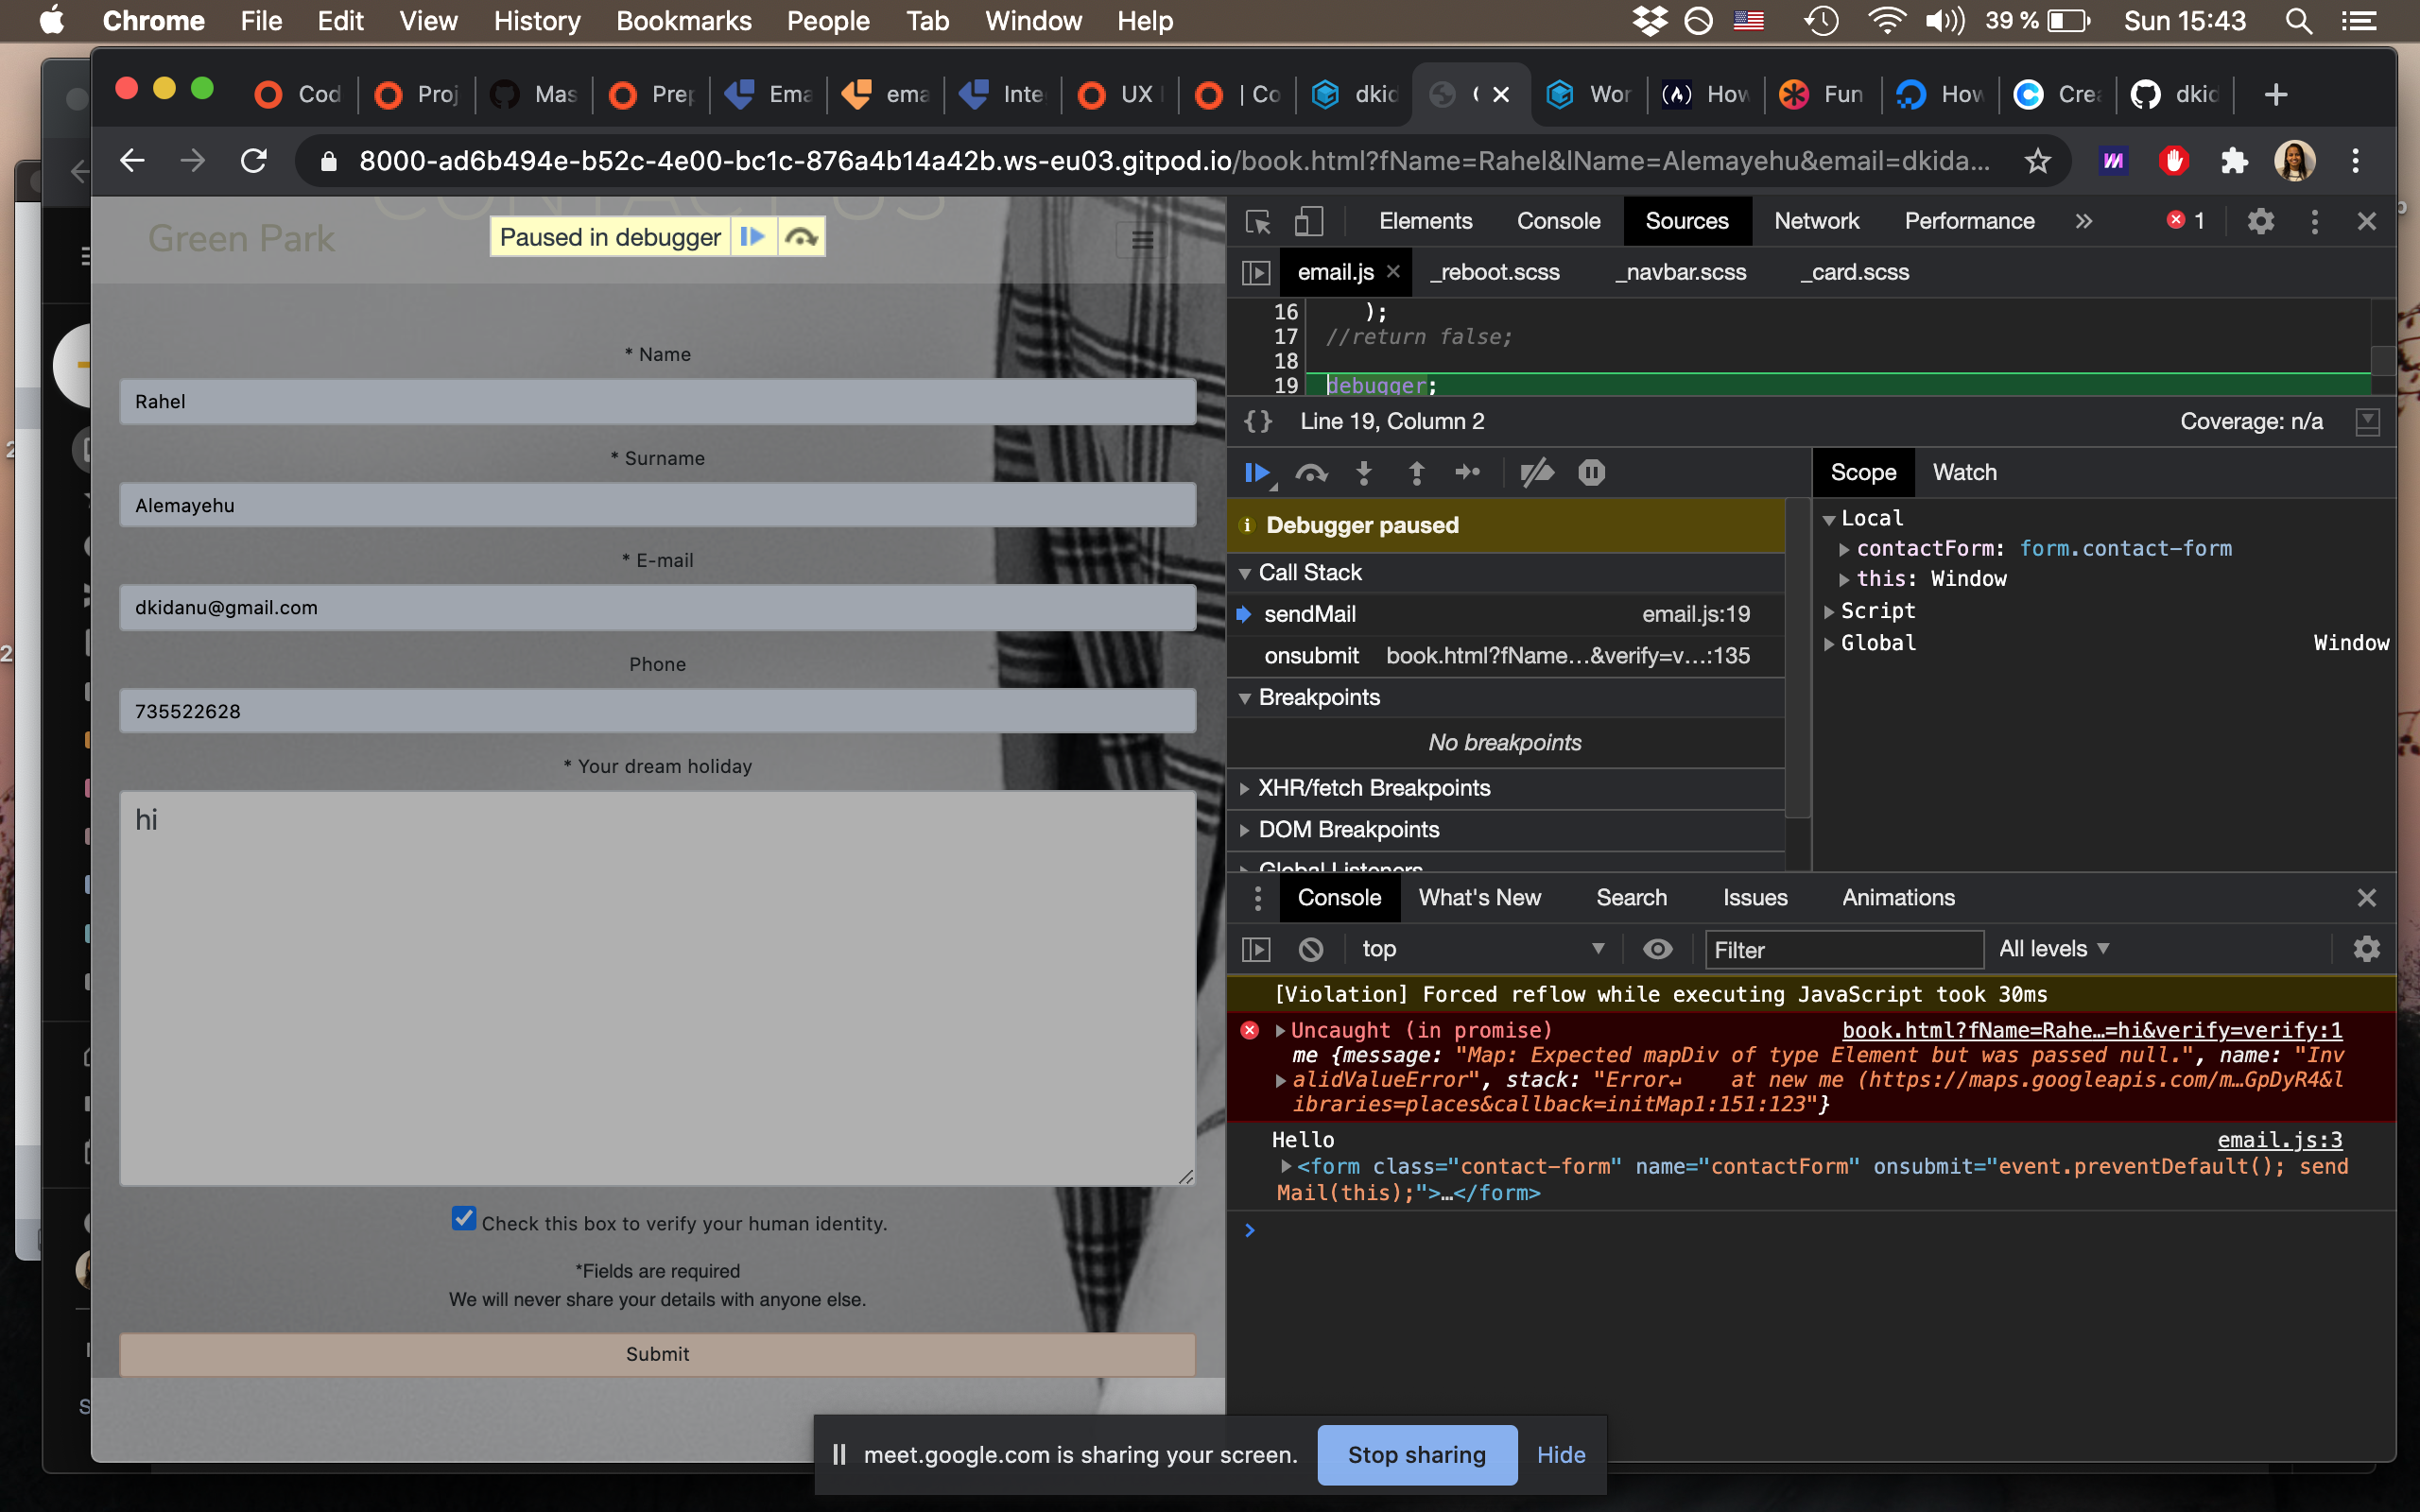 Chrome File Edit View History Bookmarks People Tab Window Help 39 % Sun 15:43
Cod Proj Mas Prep Ema ema Inte UX | Co dkid Wor How Fun How Crea dkid
8000-ad6b494e-b52c-4e00-bc1c-876a4b14a42b.ws-eu03.gitpod.io/book.html?fName=Rahel&lName=Alemayehu&email=dkida...
CONTACT US
Green Park
Paused in debugger
* Name
Rahel
* Surname
Alemayehu
* E-mail
dkidanu@gmail.com
Phone
735522628
* Your dream holiday
hi
Check this box to verify your human identity.
*Fields are required
We will never share your details with anyone else.
Submit
Elements Console Sources Network Performance » 1
email.js _reboot.scss _navbar.scss _card.scss
16 );
17 //return false;
18
19 debugger;
{} Line 19, Column 2 Coverage: n/a
Debugger paused
Call Stack
sendMail email.js:19
onsubmit book.html?fName…&verify=v…:135
Breakpoints
No breakpoints
XHR/fetch Breakpoints
DOM Breakpoints
Global Listeners
Scope Watch
Local
contactForm: form.contact-form
this: Window
Script
Global Window
Console What's New Search Issues Animations
top Filter All levels
[Violation] Forced reflow while executing JavaScript took 30ms
Uncaught (in promise) book.html?fName=Rahe…=hi&verify=verify:1
me {message: "Map: Expected mapDiv of type Element but was passed null.", name: "Inv
alidValueError", stack: "Error↵ at new me (https://maps.googleapis.com/m…GpDyR4&l
ibraries=places&callback=initMap1:151:123"}
Hello email.js:3
<form class="contact-form" name="contactForm" onsubmit="event.preventDefault(); send
Mail(this);">…</form>
meet.google.com is sharing your screen. Stop sharing Hide